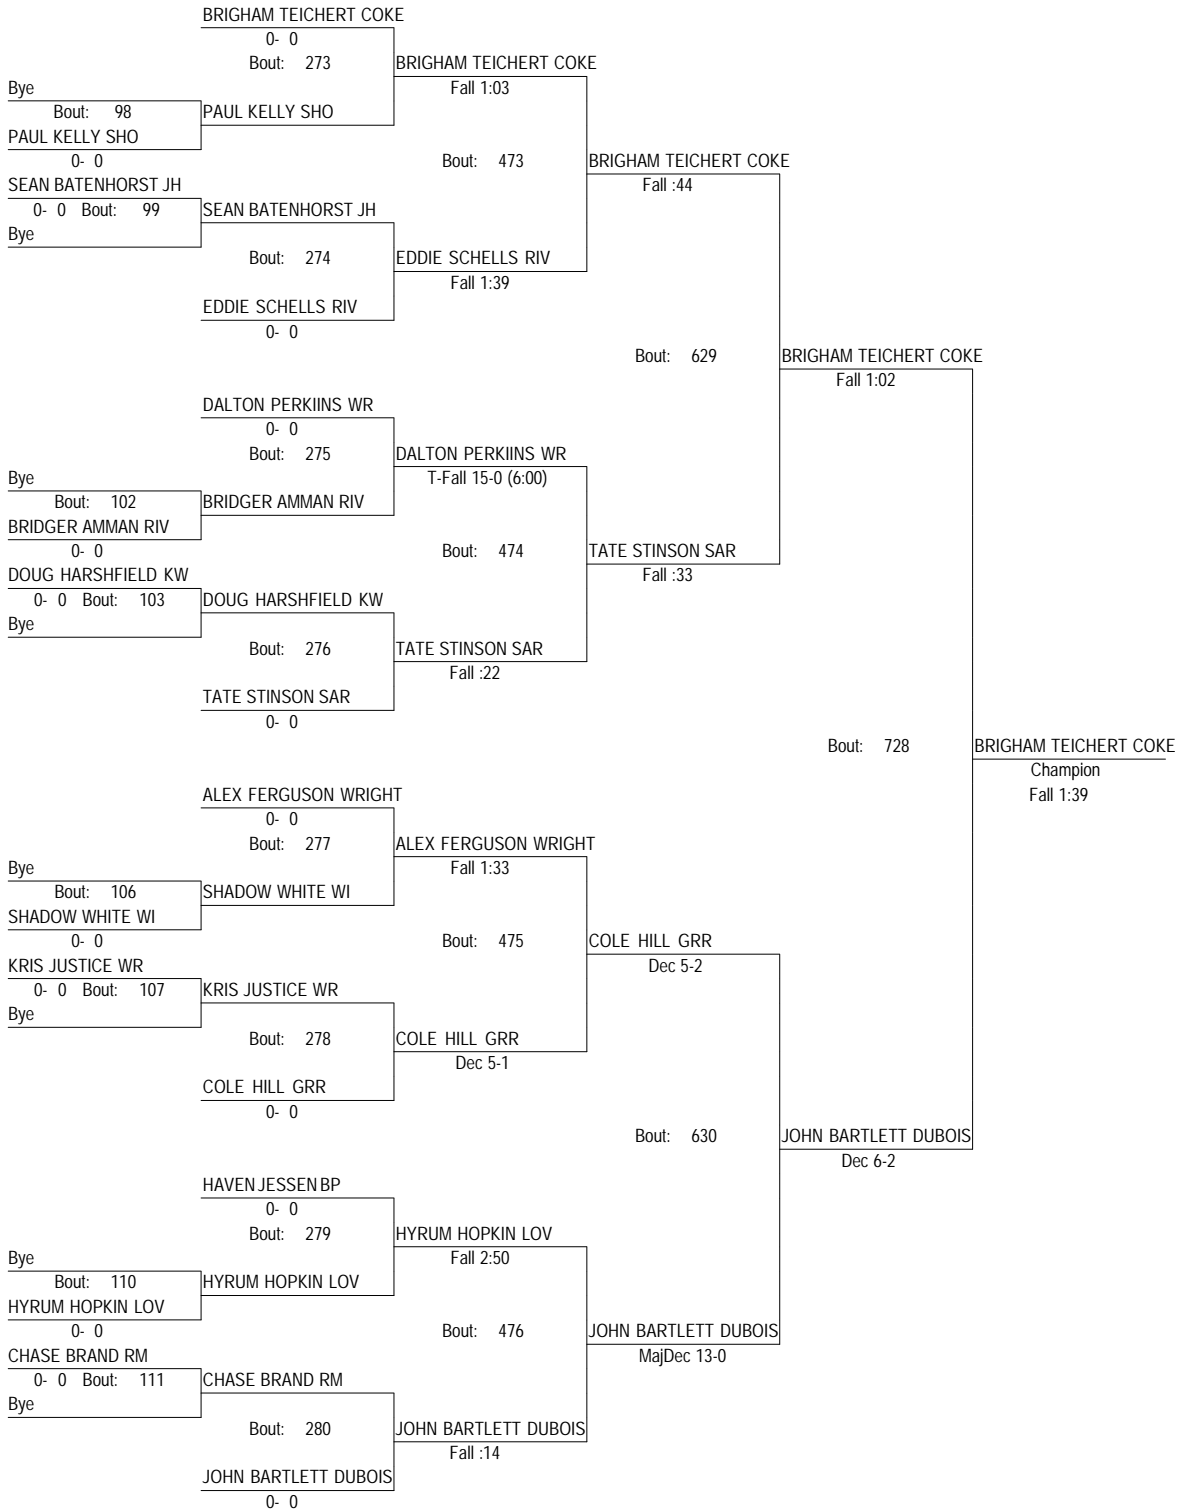 BRIGHAM TEICHERT COKE
0- 0
Bout: 273
BRIGHAM TEICHERT COKE
Fall 1:03
Bye
Bout: 98
PAUL KELLY SHO
PAUL KELLY SHO
0- 0
Bout: 473
BRIGHAM TEICHERT COKE
Fall :44
SEAN BATENHORST JH
0- 0 Bout: 99
SEAN BATENHORST JH
Bye
Bout: 274
EDDIE SCHELLS RIV
Fall 1:39
EDDIE SCHELLS RIV
0- 0
Bout: 629
BRIGHAM TEICHERT COKE
Fall 1:02
DALTON PERKIINS WR
0- 0
Bout: 275
DALTON PERKIINS WR
T-Fall 15-0 (6:00)
Bye
Bout: 102
BRIDGER AMMAN RIV
BRIDGER AMMAN RIV
0- 0
Bout: 474
TATE STINSON SAR
Fall :33
DOUG HARSHFIELD KW
0- 0 Bout: 103
DOUG HARSHFIELD KW
Bye
Bout: 276
TATE STINSON SAR
Fall :22
TATE STINSON SAR
0- 0
Bout: 728
BRIGHAM TEICHERT COKE
Champion
Fall 1:39
ALEX FERGUSON WRIGHT
0- 0
Bout: 277
ALEX FERGUSON WRIGHT
Fall 1:33
Bye
Bout: 106
SHADOW WHITE WI
SHADOW WHITE WI
0- 0
Bout: 475
COLE HILL GRR
Dec 5-2
KRIS JUSTICE WR
0- 0 Bout: 107
KRIS JUSTICE WR
Bye
Bout: 278
COLE HILL GRR
Dec 5-1
COLE HILL GRR
0- 0
Bout: 630
JOHN BARTLETT DUBOIS
Dec 6-2
HAVEN JESSEN BP
0- 0
Bout: 279
HYRUM HOPKIN LOV
Fall 2:50
Bye
Bout: 110
HYRUM HOPKIN LOV
HYRUM HOPKIN LOV
0- 0
Bout: 476
JOHN BARTLETT DUBOIS
MajDec 13-0
CHASE BRAND RM
0- 0 Bout: 111
CHASE BRAND RM
Bye
Bout: 280
JOHN BARTLETT DUBOIS
Fall :14
JOHN BARTLETT DUBOIS
0- 0